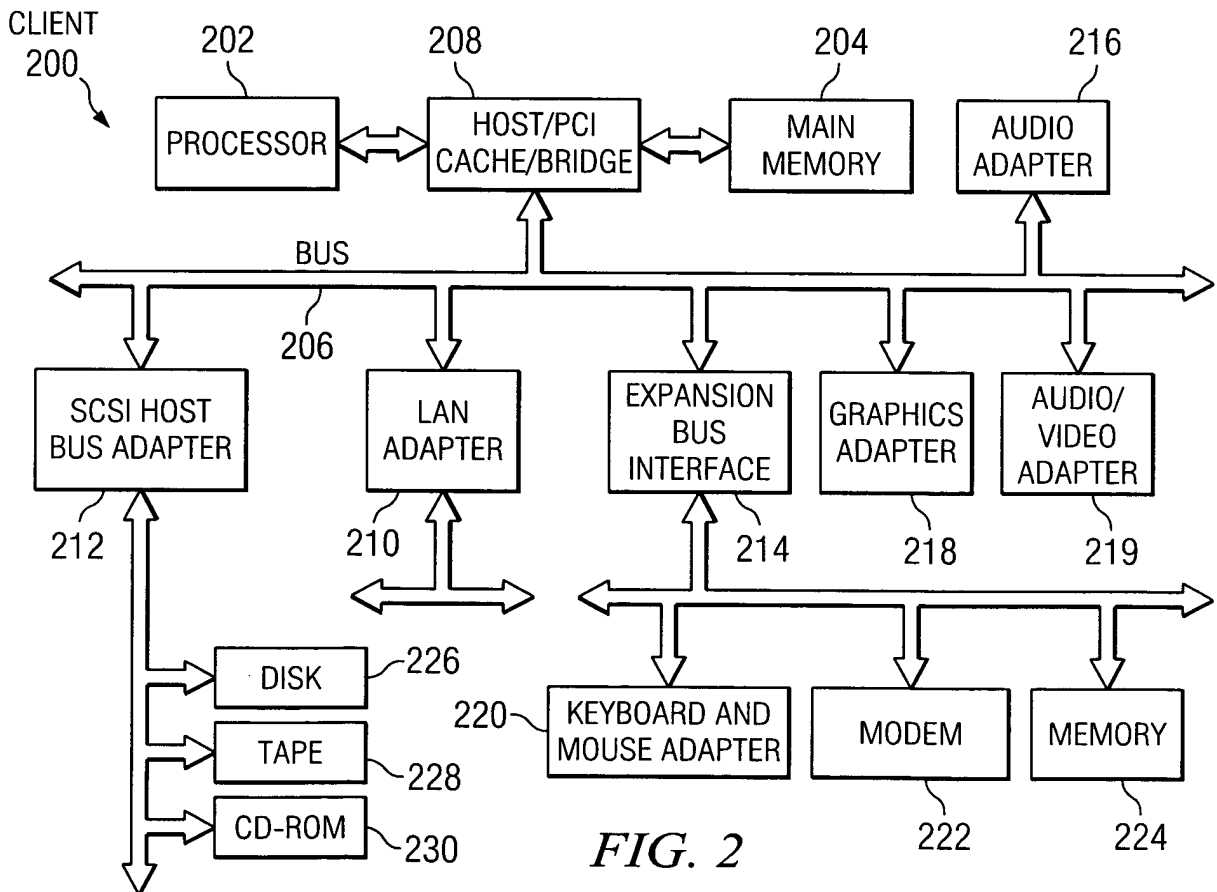 CLIENT
200
202
208
204
216
PROCESSOR
HOST/PCI
CACHE/BRIDGE
MAIN
MEMORY
AUDIO
ADAPTER
BUS
206
SCSI HOST
BUS ADAPTER
LAN
ADAPTER
EXPANSION
BUS
INTERFACE
GRAPHICS
ADAPTER
AUDIO/
VIDEO
ADAPTER
212
210
214
218
219
DISK
226
TAPE
228
CD-ROM
230
220
KEYBOARD AND
MOUSE ADAPTER
MODEM
MEMORY
222
224
FIG. 2